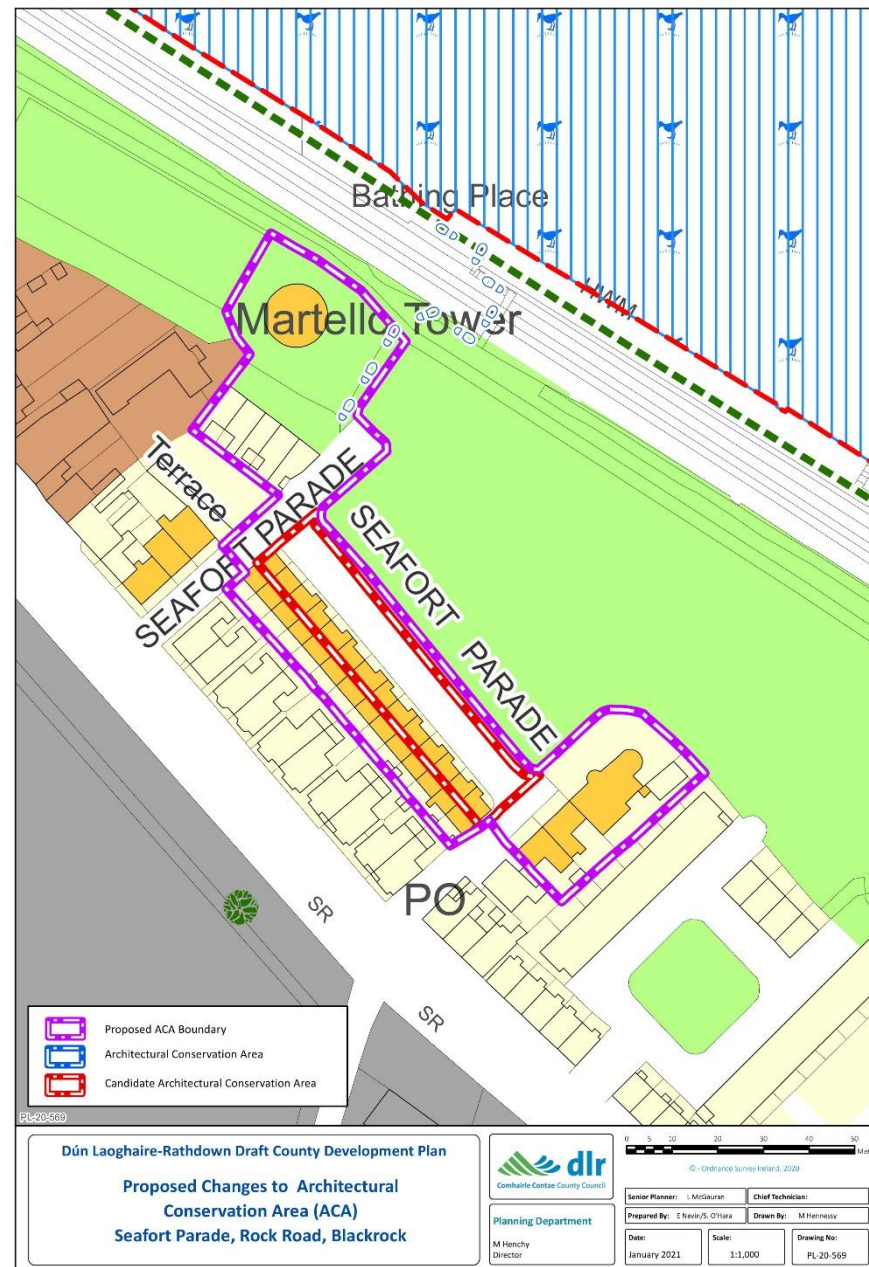 Bathing Place
HWM
Martello Tower
Terrace
SEAFORT PARADE
SEAFORT PARADE
PO
SR
SR
Proposed ACA Boundary
Architectural Conservation Area
Candidate Architectural Conservation Area
PL-20-569
Dún Laoghaire-Rathdown Draft County Development Plan
Proposed Changes to Architectural
Conservation Area (ACA)
Seafort Parade, Rock Road, Blackrock
dlr
Comhairle Contae County Council
Planning Department
M Henchy
Director
0 5 10 20 30 40 50
Met
© - Ordnance Survey Ireland, 2020
Senior Planner: L McGauran
Chief Technician:
Prepared By: E Nevin/S. O'Hara
Drawn By: M Hennessy
Date: January 2021
Scale: 1:1,000
Drawing No: PL-20-569